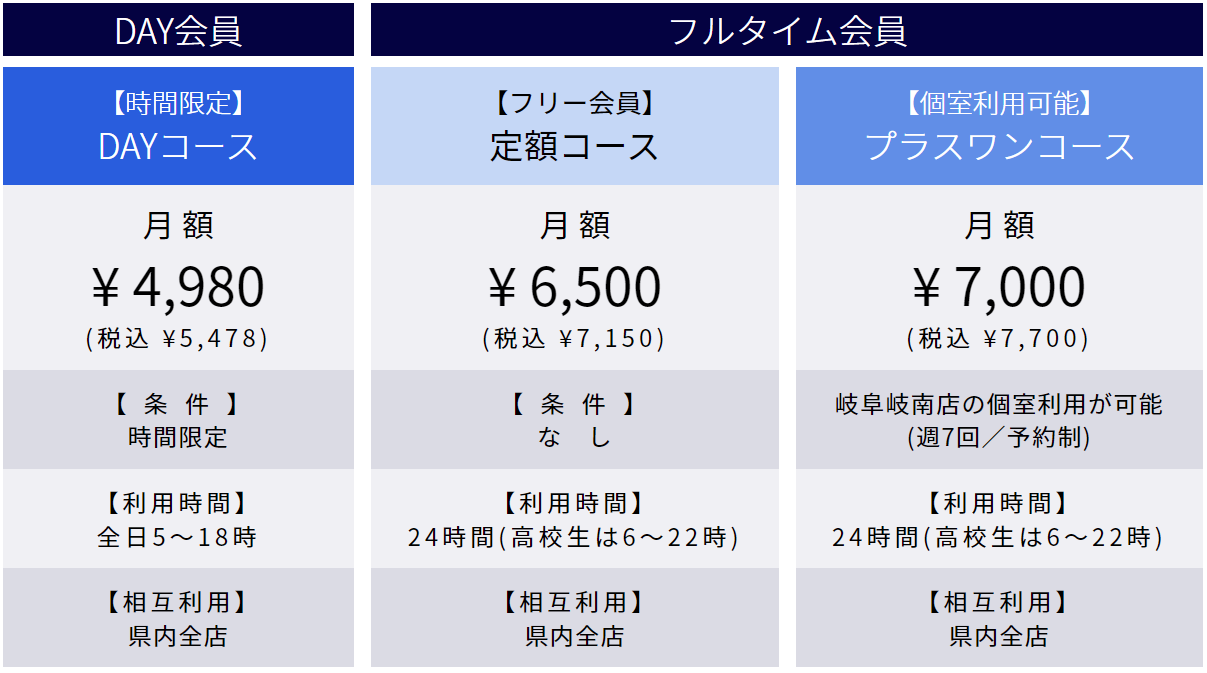 DAY会員
フルタイム会員
【時間限定】
DAYコース
月額
¥4,980
(税込 ¥5,478)
【条件】
時間限定
【利用時間】
全日5～18時
【相互利用】
県内全店
【フリー会員】
定額コース
月額
¥6,500
(税込 ¥7,150)
【条件】
なし
【利用時間】
24時間(高校生は6～22時)
【相互利用】
県内全店
【個室利用可能】
プラスワンコース
月額
¥7,000
(税込 ¥7,700)
岐阜岐南店の個室利用が可能
(週7回／予約制)
【利用時間】
24時間(高校生は6～22時)
【相互利用】
県内全店